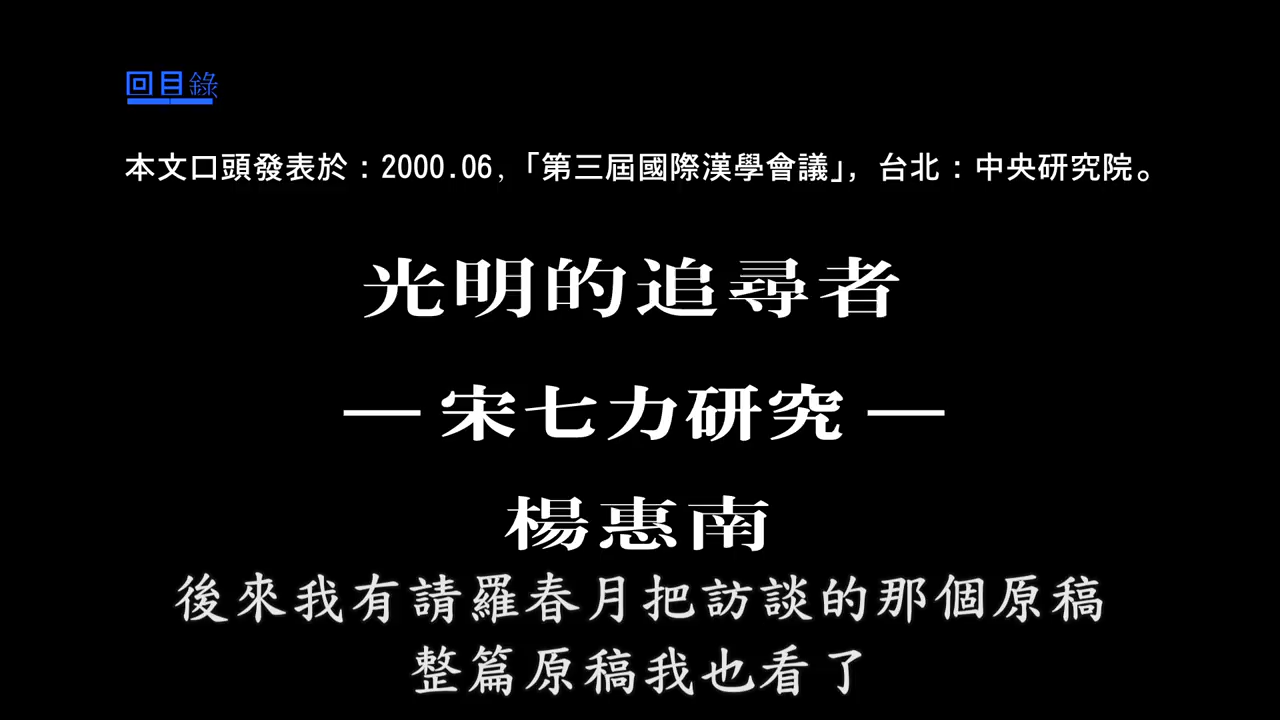 回目錄
本文口頭發表於：2000.06,「第三屆國際漢學會議」，台北：中央研究院。
光明的追尋者
— 宋七力研究 —
楊惠南
後來我有請羅春月把訪談的那個原稿
整篇原稿我也看了